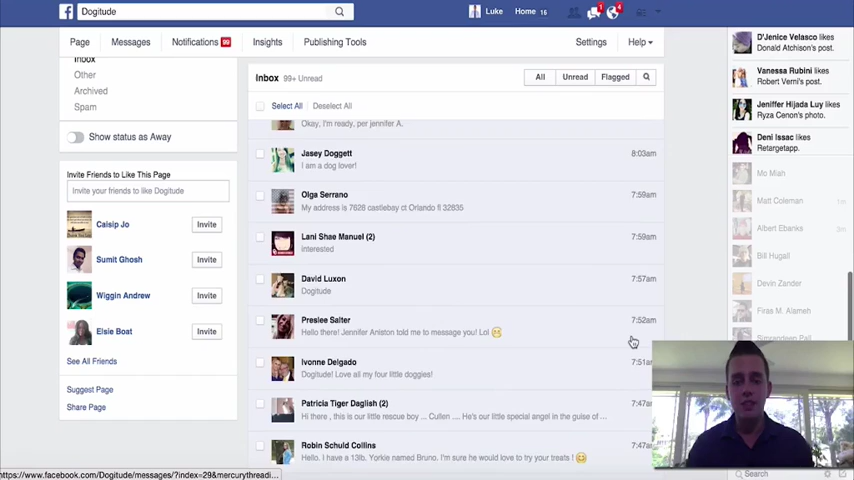 Dogitude
Luke Home 16
1
4
Page Messages Notifications 99 Insights Publishing Tools Settings Help
Inbox
Other
Archived
Spam
Show status as Away
Invite Friends to Like This Page
Invite your friends to like Dogitude
Caisip Jo Invite
Sumit Ghosh Invite
Wiggin Andrew Invite
Elsie Boat Invite
See All Friends
Suggest Page
Share Page
Inbox 99+ Unread All Unread Flagged
Select All Deselect All
Okay, I'm ready, per jennifer A.
Jasey Doggett 8:03am
I am a dog lover!
Olga Serrano 7:59am
My address is 7628 castlebay ct Orlando fl 32835
Lani Shae Manuel (2) 7:59am
interested
David Luxon 7:57am
Dogitude
Preslee Salter 7:52am
Hello there! Jennifer Aniston told me to message you! Lol
Ivonne Delgado 7:51am
Dogitude! Love all my four little doggies!
Patricia Tiger Daglish (2) 7:47am
Hi there , this is our little rescue boy ... Cullen .... He's our little special angel in the guise of ...
Robin Schuld Collins 7:47am
Hello. I have a 13lb. Yorkie named Bruno. I'm sure he would love to try your treats !
D'Jenice Velasco likes
Donald Atchison's post.
Vanessa Rubini likes
Robert Verni's post.
Jeniffer Hijada Luy likes
Ryza Cenon's photo.
Deni Issac likes
Retargetapp.
Mo Miah
Matt Coleman 1m
Albert Ebanks 3m
Bill Hugall
Devin Zander
Firas M. Alameh
Simrandeep Pall
Search
https://www.facebook.com/Dogitude/messages/?index=29&mercurythreadi...